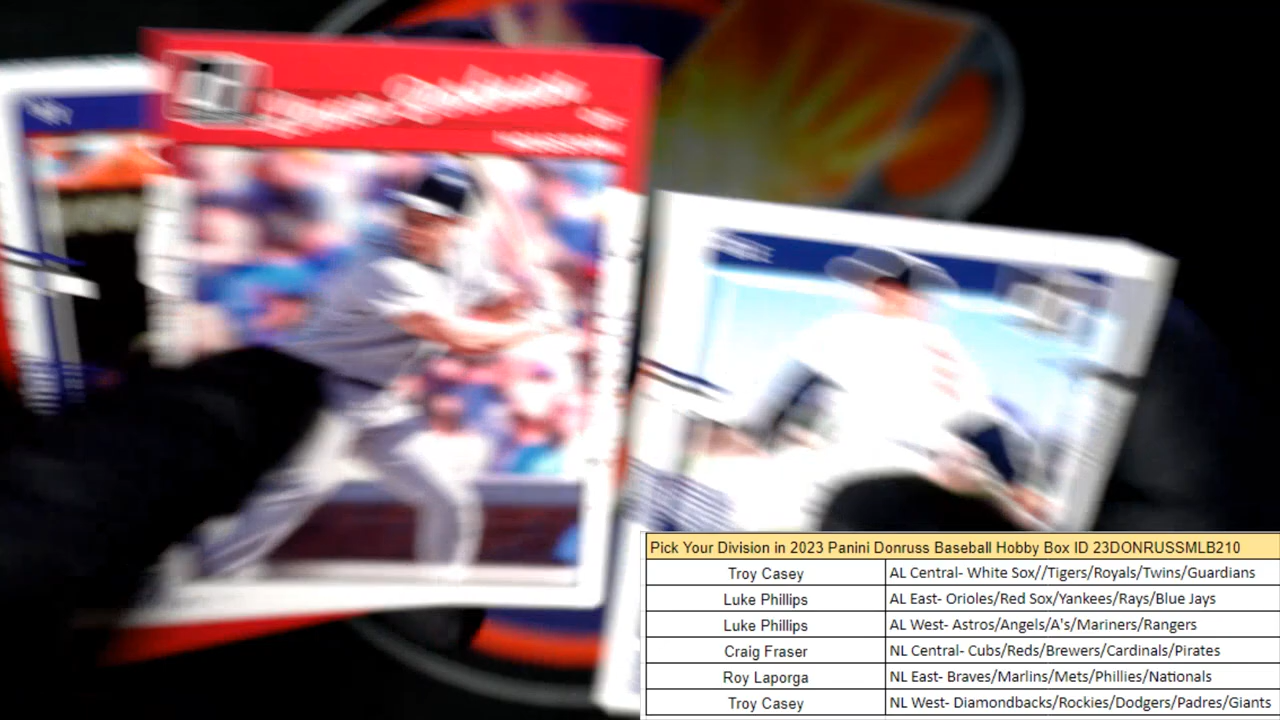 Pick Your Division in 2023 Panini Donruss Baseball Hobby Box ID 23DONRUSSMLB210
Troy Casey AL Central- White Sox//Tigers/Royals/Twins/Guardians
Luke Phillips AL East- Orioles/Red Sox/Yankees/Rays/Blue Jays
Luke Phillips AL West- Astros/Angels/A's/Mariners/Rangers
Craig Fraser NL Central- Cubs/Reds/Brewers/Cardinals/Pirates
Roy Laporga NL East- Braves/Marlins/Mets/Phillies/Nationals
Troy Casey NL West- Diamondbacks/Rockies/Dodgers/Padres/Giants